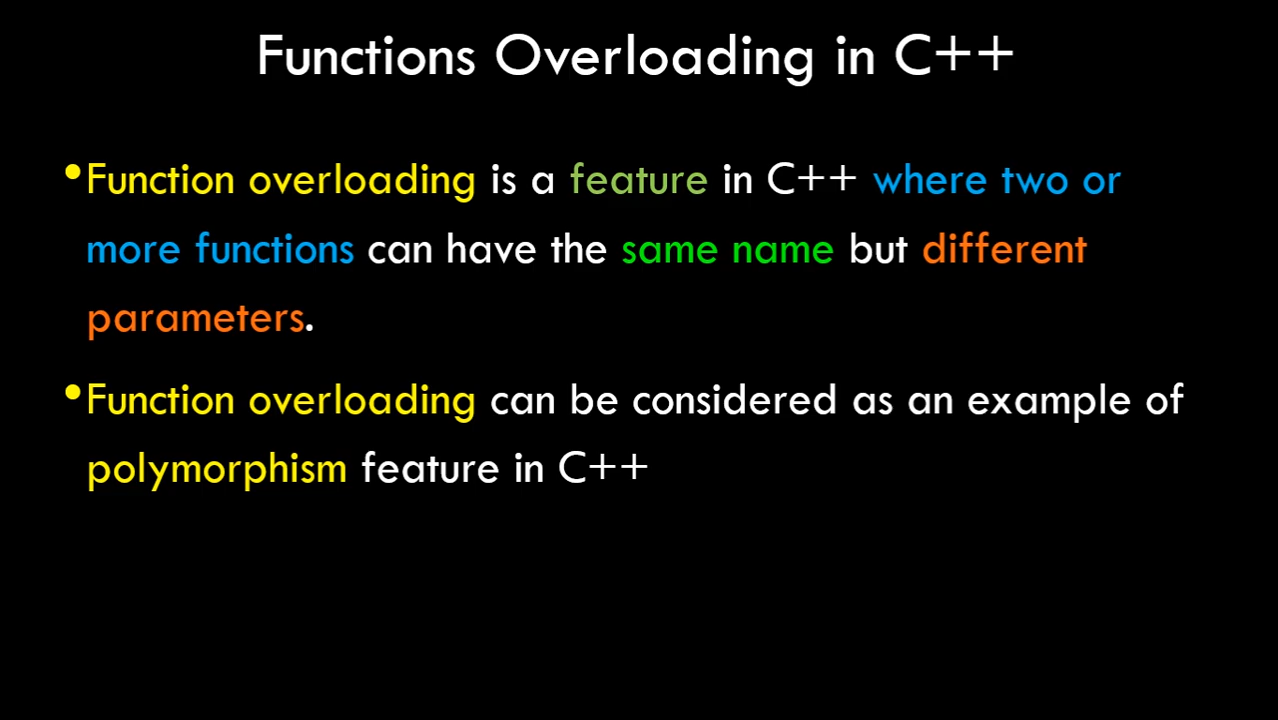 Functions Overloading in C++
•Function overloading is a feature in C++ where two or
more functions can have the same name but different
parameters.
•Function overloading can be considered as an example of
polymorphism feature in C++